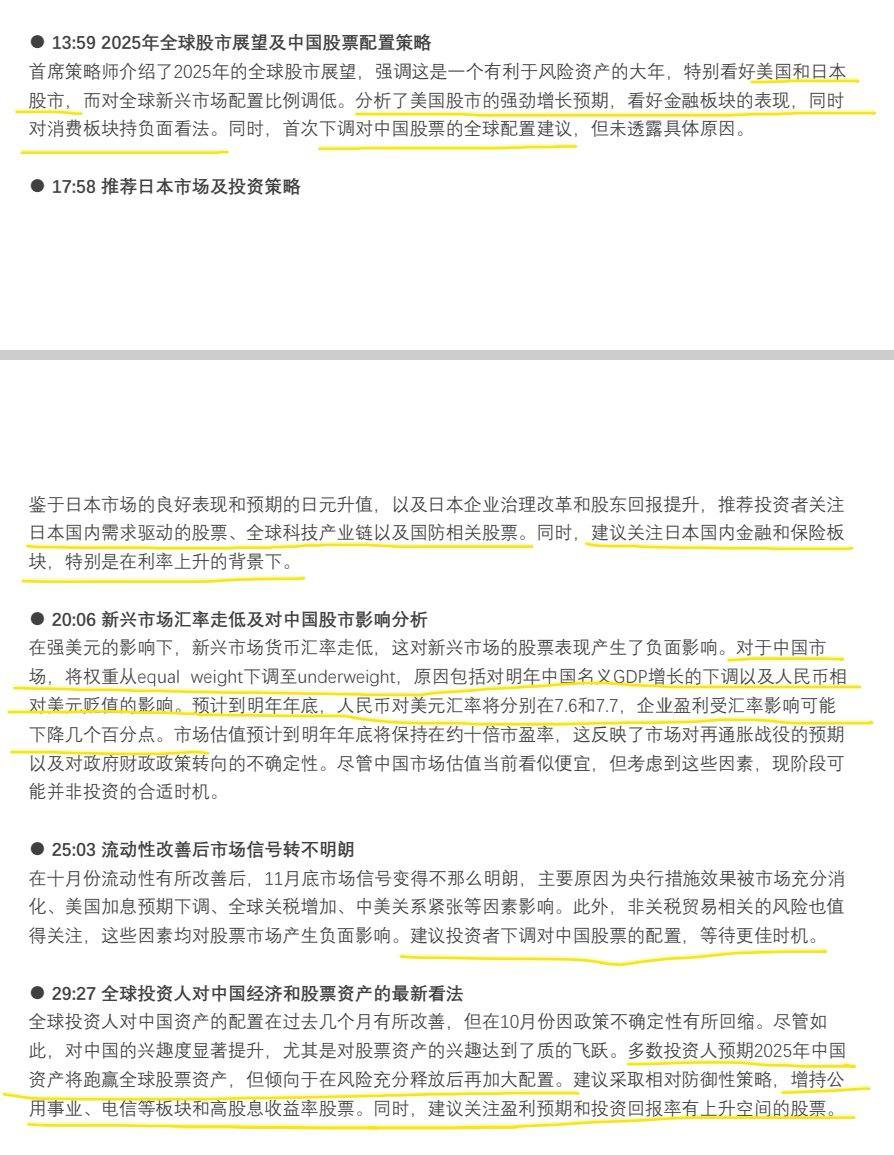 ● 13:59 2025年全球股市展望及中国股票配置策略
首席策略师介绍了2025年的全球股市展望，强调这是一个有利于风险资产的大年，特别看好美国和日本
股市，而对全球新兴市场配置比例调低。分析了美国股市的强劲增长预期，看好金融板块的表现，同时
对消费板块持负面看法。同时，首次下调对中国股票的全球配置建议，但未透露具体原因。
● 17:58 推荐日本市场及投资策略
鉴于日本市场的良好表现和预期的日元升值，以及日本企业治理改革和股东回报提升，推荐投资者关注
日本国内需求驱动的股票、全球科技产业链以及国防相关股票。同时，建议关注日本国内金融和保险板
块，特别是在利率上升的背景下。
● 20:06 新兴市场汇率走低及对中国股市影响分析
在强美元的影响下，新兴市场货币汇率走低，这对新兴市场的股票表现产生了负面影响。对于中国市
场，将权重从equal weight下调至underweight，原因包括对明年中国名义GDP增长的下调以及人民币相
对美元贬值的影响。预计到明年年底，人民币对美元汇率将分别在7.6和7.7，企业盈利受汇率影响可能
下降几个百分点。市场估值预计到明年年底将保持在约十倍市盈率，这反映了市场对再通胀战役的预期
以及对政府财政政策转向的不确定性。尽管中国市场估值当前看似便宜，但考虑到这些因素，现阶段可
能并非投资的合适时机。
● 25:03 流动性改善后市场信号转不明朗
在十月份流动性有所改善后，11月底市场信号变得不那么明朗，主要原因为央行措施效果被市场充分消
化、美国加息预期下调、全球关税增加、中美关系紧张等因素影响。此外，非关税贸易相关的风险也值
得关注，这些因素均对股票市场产生负面影响。建议投资者下调对中国股票的配置，等待更佳时机。
● 29:27 全球投资人对中国经济和股票资产的最新看法
全球投资人对中国资产的配置在过去几个月有所改善，但在10月份因政策不确定性有所回缩。尽管如
此，对中国的兴趣度显著提升，尤其是对股票资产的兴趣达到了质的飞跃。多数投资人预期2025年中国
资产将跑赢全球股票资产，但倾向于在风险充分释放后再加大配置。建议采取相对防御性策略，增持公
用事业、电信等板块和高股息收益率股票。同时，建议关注盈利预期和投资回报率有上升空间的股票。